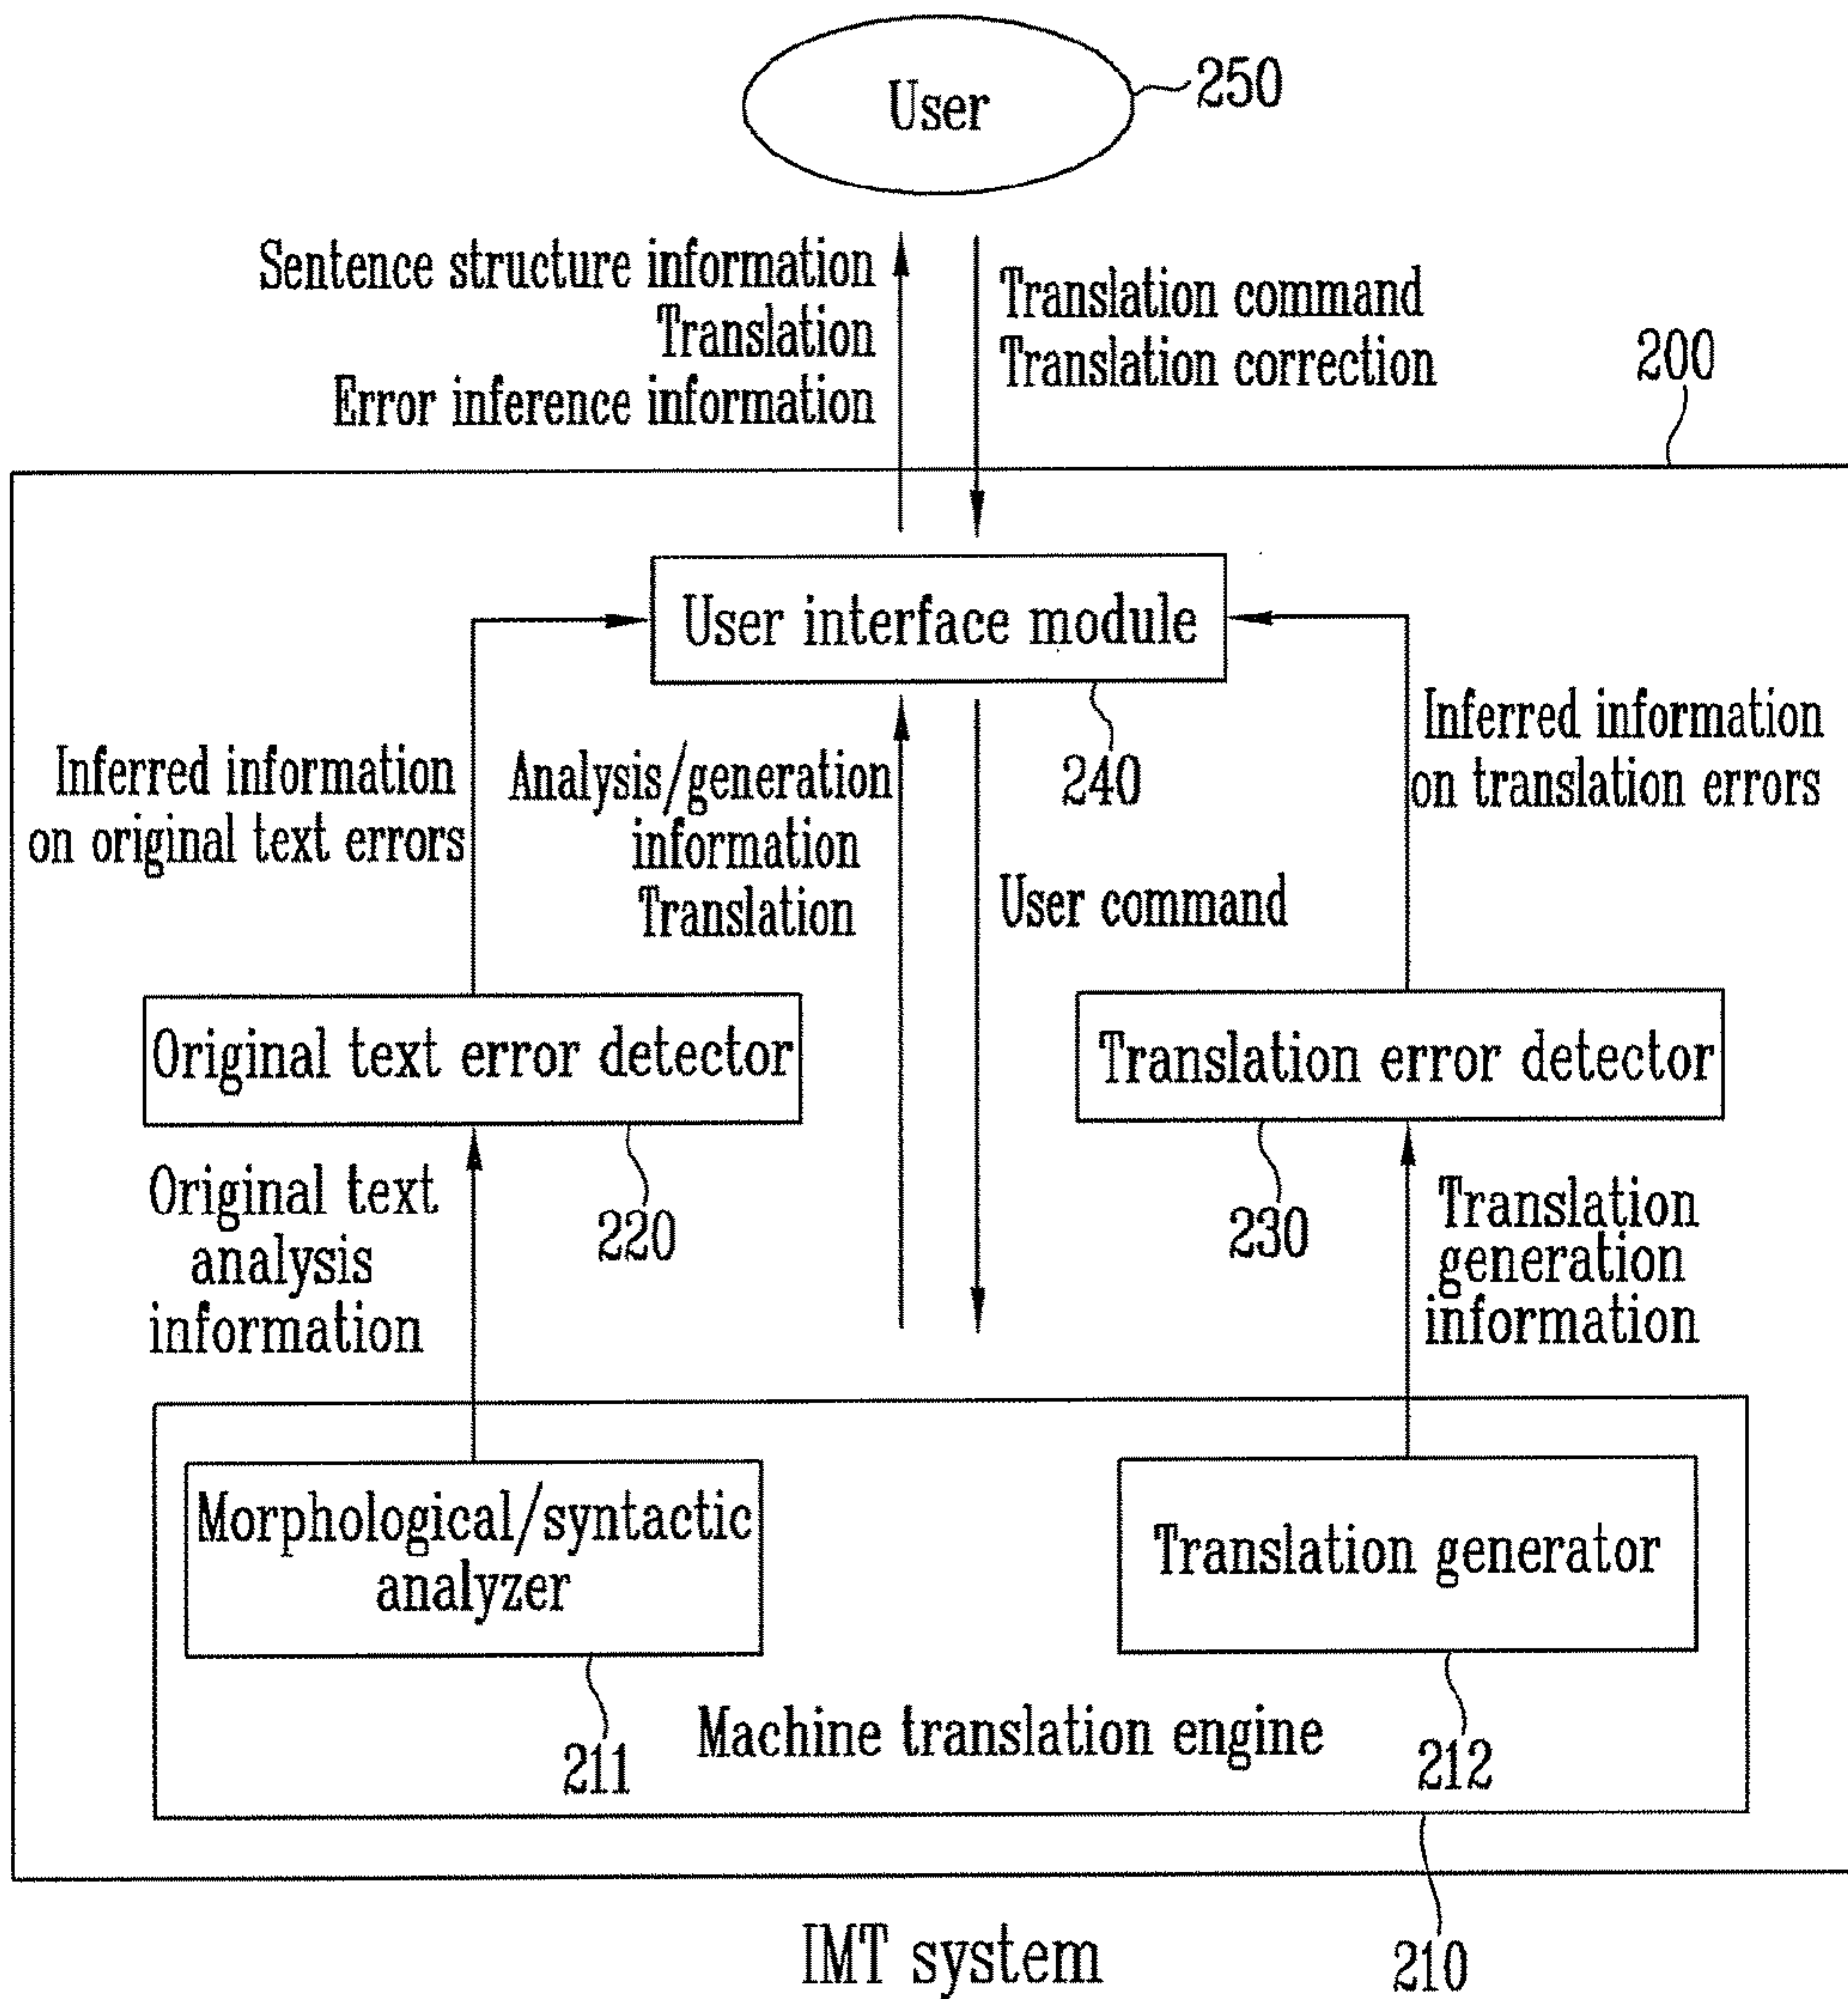 User
250
Sentence structure information
Translation
Error inference information
Translation command
Translation correction
200
User interface module
240
Inferred information
on original text errors
Analysis/generation
information
Translation
User command
Inferred information
on translation errors
Original text error detector
220
Translation error detector
230
Original text
analysis
information
Translation
generation
information
Morphological/syntactic
analyzer
211
Translation generator
212
Machine translation engine
210
IMT system